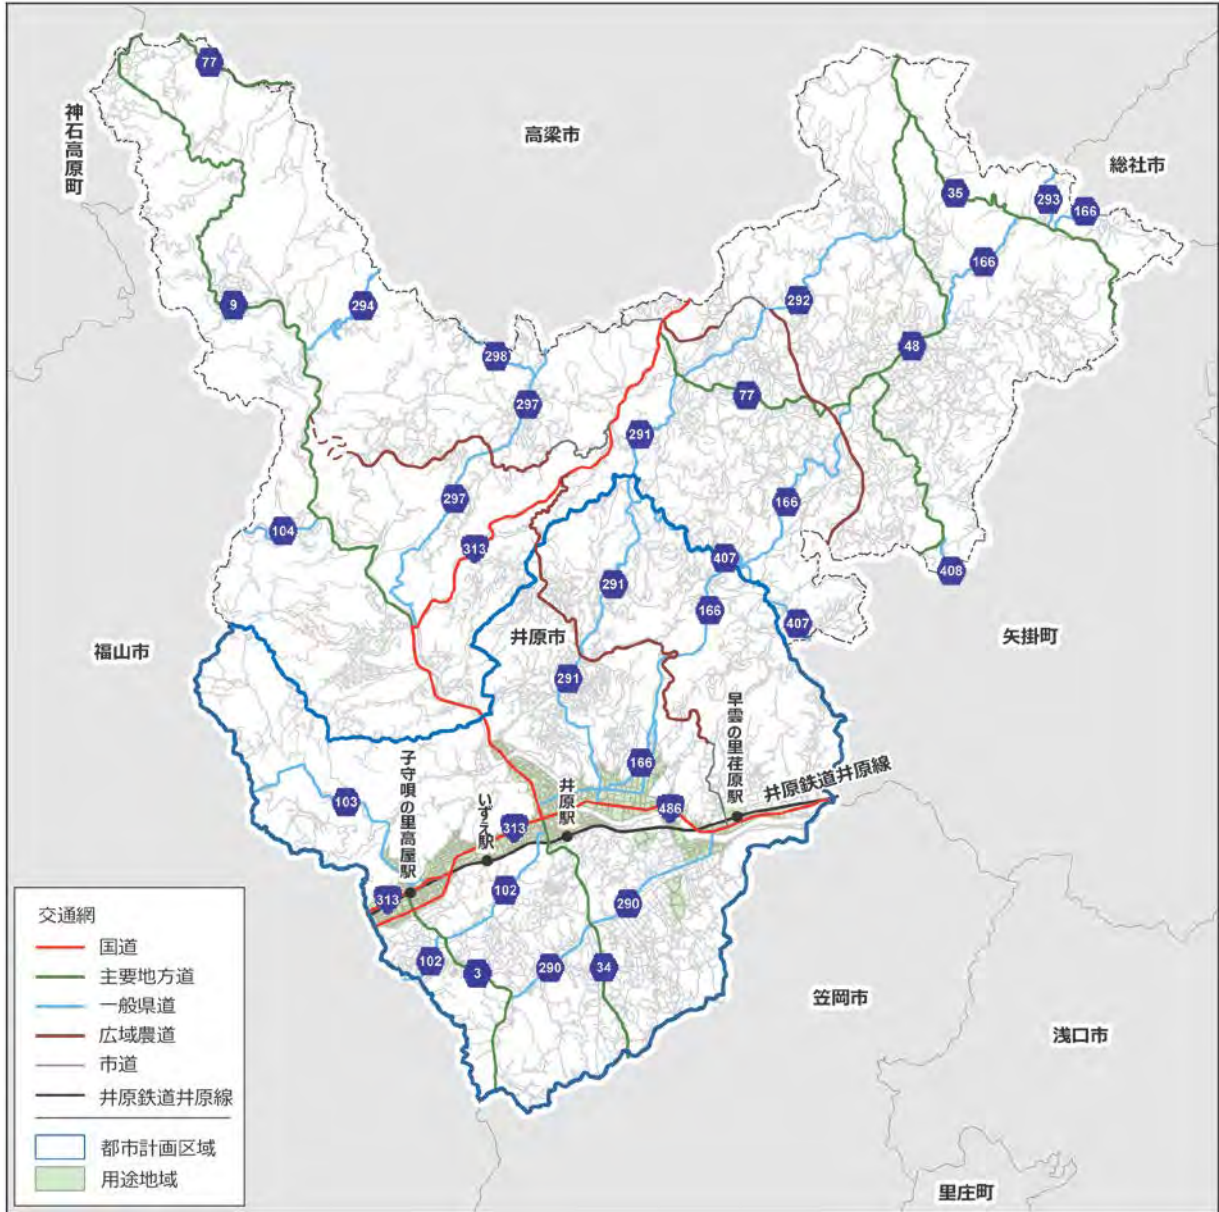 77
神石高原町
高梁市
総社市
35
293
166
166
9
294
292
298
48
297
77
291
297
166
104
313
407
408
291
166
407
井原市
福山市
矢掛町
291
早雲の里荏原駅
166
井原鉄道井原線
子守唄の里高屋駅
井原駅
いずえ駅
103
486
313
313
102
290
102
3
290
34
笠岡市
浅口市
里庄町
交通網
国道
主要地方道
一般県道
広域農道
市道
井原鉄道井原線
都市計画区域
用途地域